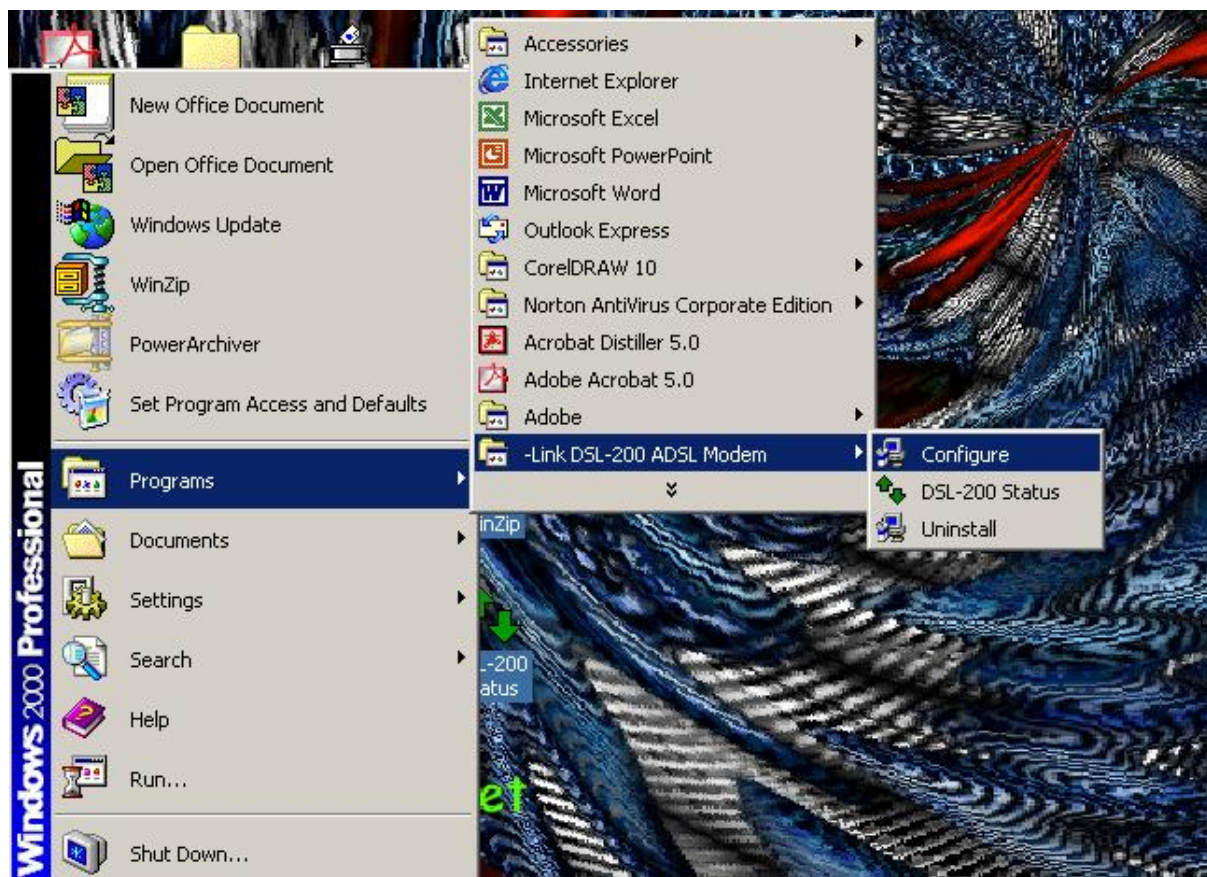 New Office Document
Open Office Document
Windows Update
WinZip
PowerArchiver
Set Program Access and Defaults
Programs
Documents
Settings
Search
Help
Run...
Shut Down...
Windows 2000 Professional
Accessories
Internet Explorer
Microsoft Excel
Microsoft PowerPoint
Microsoft Word
Outlook Express
CorelDRAW 10
Norton AntiVirus Corporate Edition
Acrobat Distiller 5.0
Adobe Acrobat 5.0
Adobe
-Link DSL-200 ADSL Modem
Configure
DSL-200 Status
Uninstall
inZip
L-200
atus
et